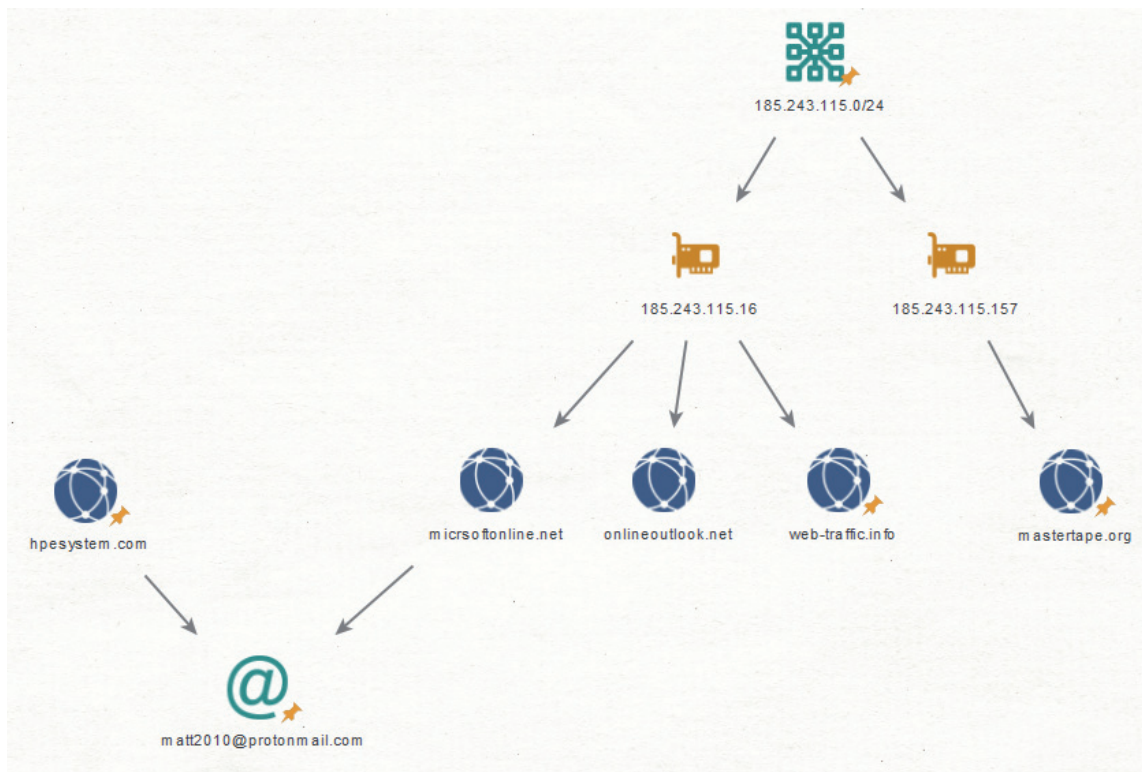 185.243.115.0/24
185.243.115.16
185.243.115.157
hpesystem.com
micrsoftonline.net
onlineoutlook.net
web-traffic.info
mastertape.org
@
matt2010@protonmail.com